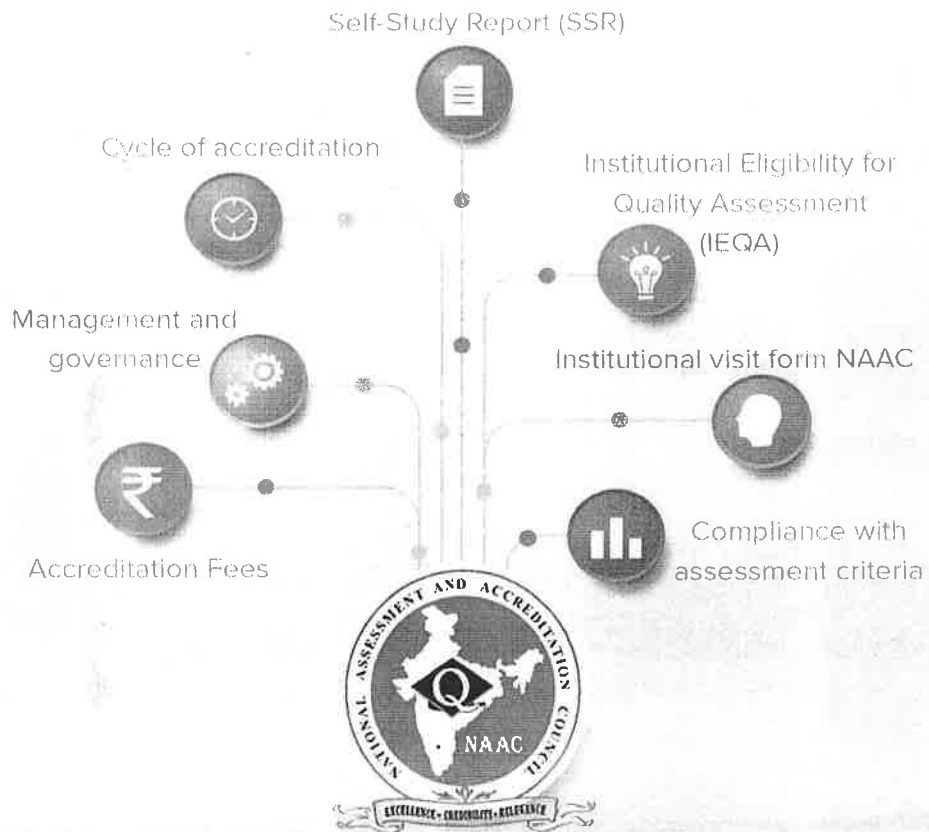 Self-Study Report (SSR)
Cycle of accreditation
Institutional Eligibility for
Quality Assessment
(IEQA)
Management and
governance
Institutional visit form NAAC
₹
Accreditation Fees
Compliance with
assessment criteria
NATIONAL ASSESSMENT AND ACCREDITATION COUNCIL
Q
NAAC
EXCELLENCE • CREDIBILITY • RELEVANCE